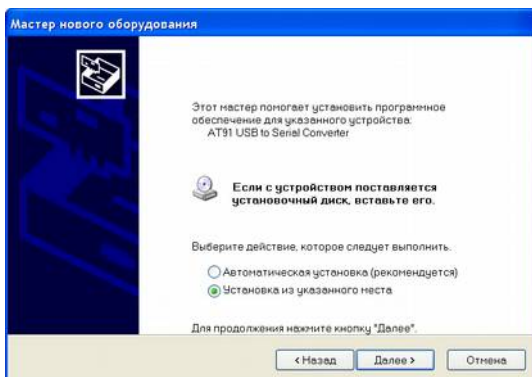 Мастер нового оборудования
Этот мастер помогает установить программное
обеспечение для указанного устройства:
AT91 USB to Serial Converter
Если с устройством поставляется
установочный диск, вставьте его.
Выберите действие, которое следует выполнить.
Автоматическая установка (рекомендуется)
Установка из указанного места
Для продолжения нажмите кнопку "Далее".
< Назад
Далее >
Отмена